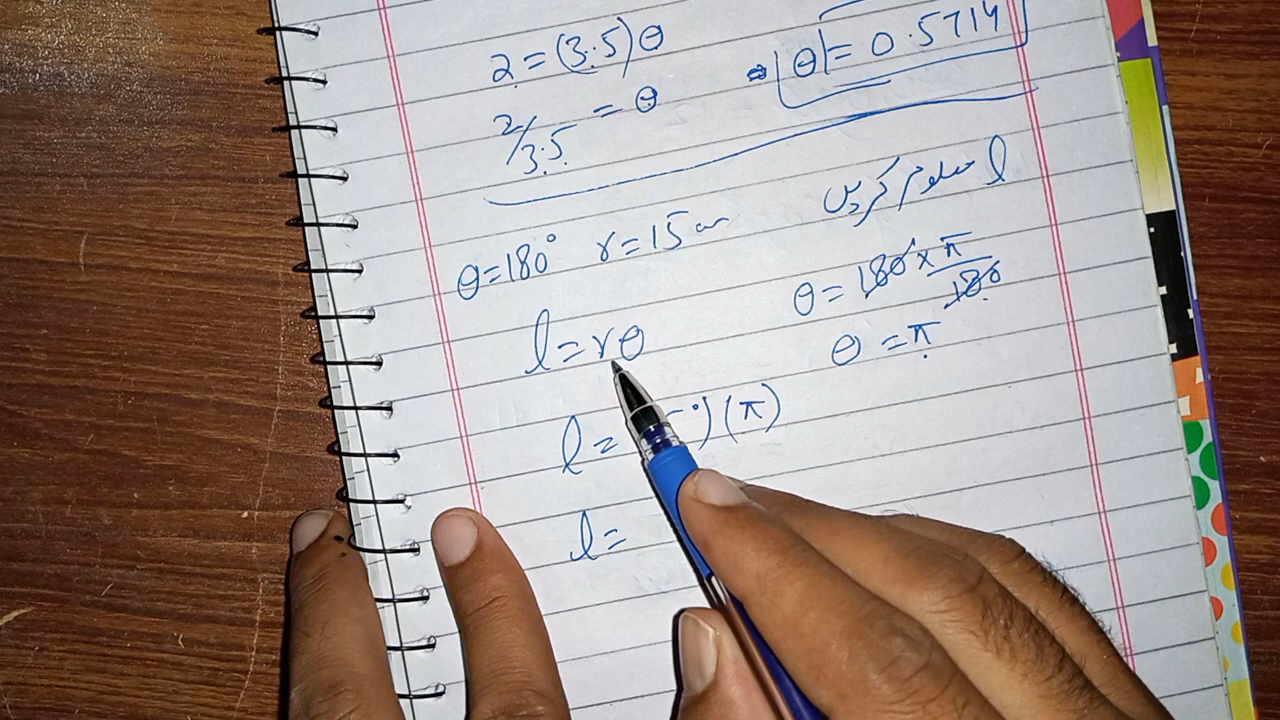 2 = (3.5)θ
2/3.5 = θ
⇒ |θ| = 0.5714
θ = 180° r = 15 cm
l معلوم کریں
l = rθ
θ = 180 × π/180
θ = π
l = )(π)
l =